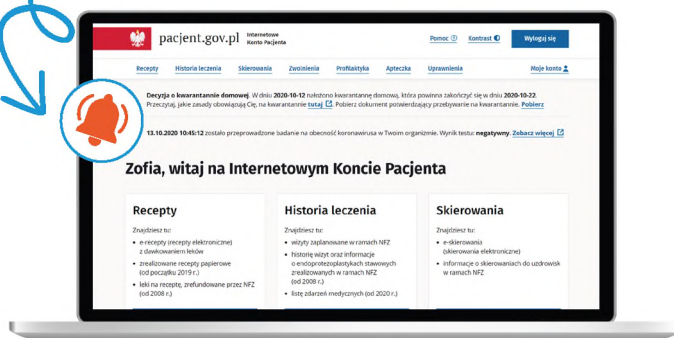 pacjent.gov.pl
Internetowe
Konto Pacjenta
Pomoc
Kontrast
Wyloguj się
Recepty
Historia leczenia
Skierowania
Zwolnienia
Profilaktyka
Apteczka
Uprawnienia
Moje konto
Decyzja o kwarantannie domowej. W dniu 2020-10-12 nałożono kwarantannę domową, która powinna zakończyć się w dniu 2020-10-22.
Przeczytaj, jakie zasady obowiązują Cię, na kwarantannie tutaj. Pobierz dokument potwierdzający przebywanie na kwarantannie. Pobierz
13.10.2020 10:45:12 zostało przeprowadzone badanie na obecność koronawirusa w Twoim organizmie. Wynik testu: negatywny. Zobacz więcej
Zofia, witaj na Internetowym Koncie Pacjenta
Recepty
Znajdziesz tu:
• e-recepty (recepty elektroniczne)
z dawkowaniem leków
• zrealizowane recepty papierowe
(od początku 2019 r.)
• leki na receptę, zrefundowane przez NFZ
(od 2008 r.)
Historia leczenia
Znajdziesz tu:
• wizyty zaplanowane w ramach NFZ
• historię wizyt oraz informacje
o endoprotezoplastykach stawowych
zrealizowanych w ramach NFZ
(od 2008 r.)
• listę zdarzeń medycznych (od 2020 r.)
Skierowania
Znajdziesz tu:
• e-skierowania
(skierowania elektroniczne)
• informacje o skierowaniach do uzdrowisk
w ramach NFZ